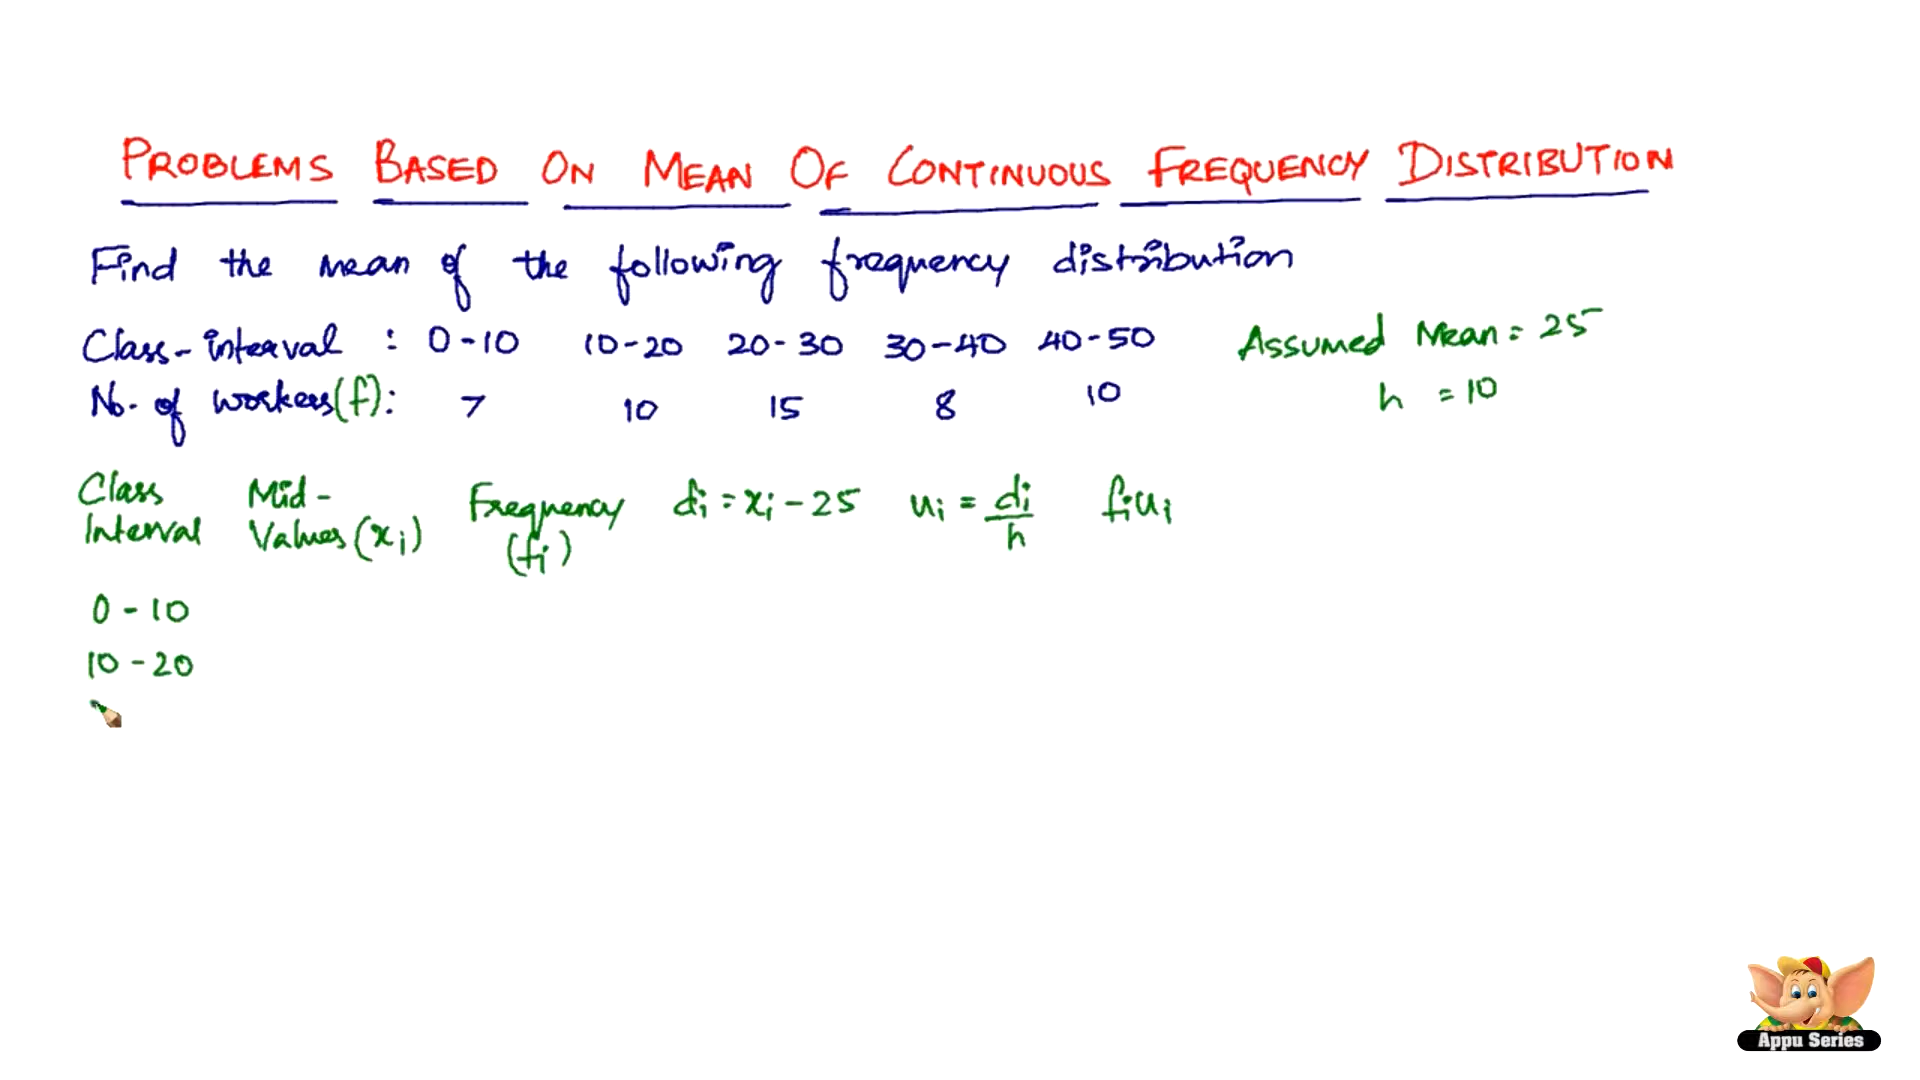 PROBLEMS BASED ON MEAN OF CONTINUOUS FREQUENCY DISTRIBUTION
Find the mean of the following frequency distribution
Class-interval : 0-10 10-20 20-30 30-40 40-50
No. of workers(f): 7 10 15 8 10
Assumed Mean = 25
h = 10
Class Interval Mid-Values(xi) Frequency (fi) di = xi - 25 ui = di/h fiui
0-10
10-20
Appu Series